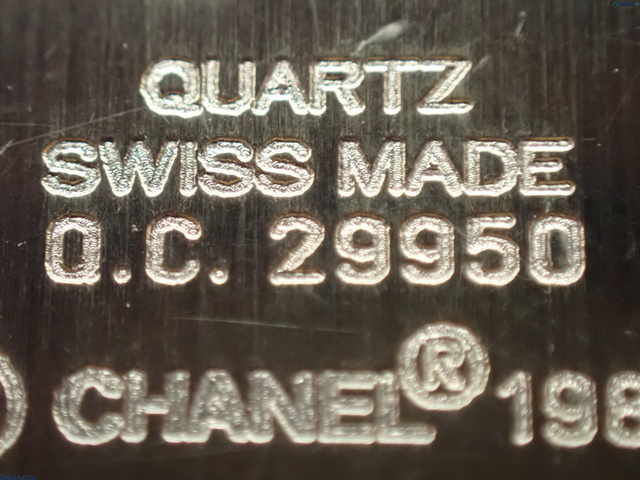 QUARTZ
SWISS MADE
Q.C. 29950
CHANEL® 198